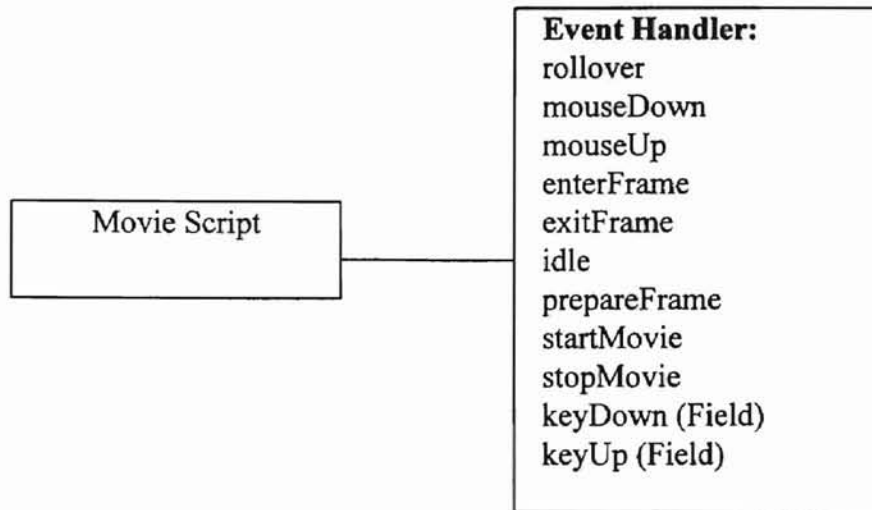 Movie Script
Event Handler:
rollover
mouseDown
mouseUp
enterFrame
exitFrame
idle
prepareFrame
startMovie
stopMovie
keyDown (Field)
keyUp (Field)